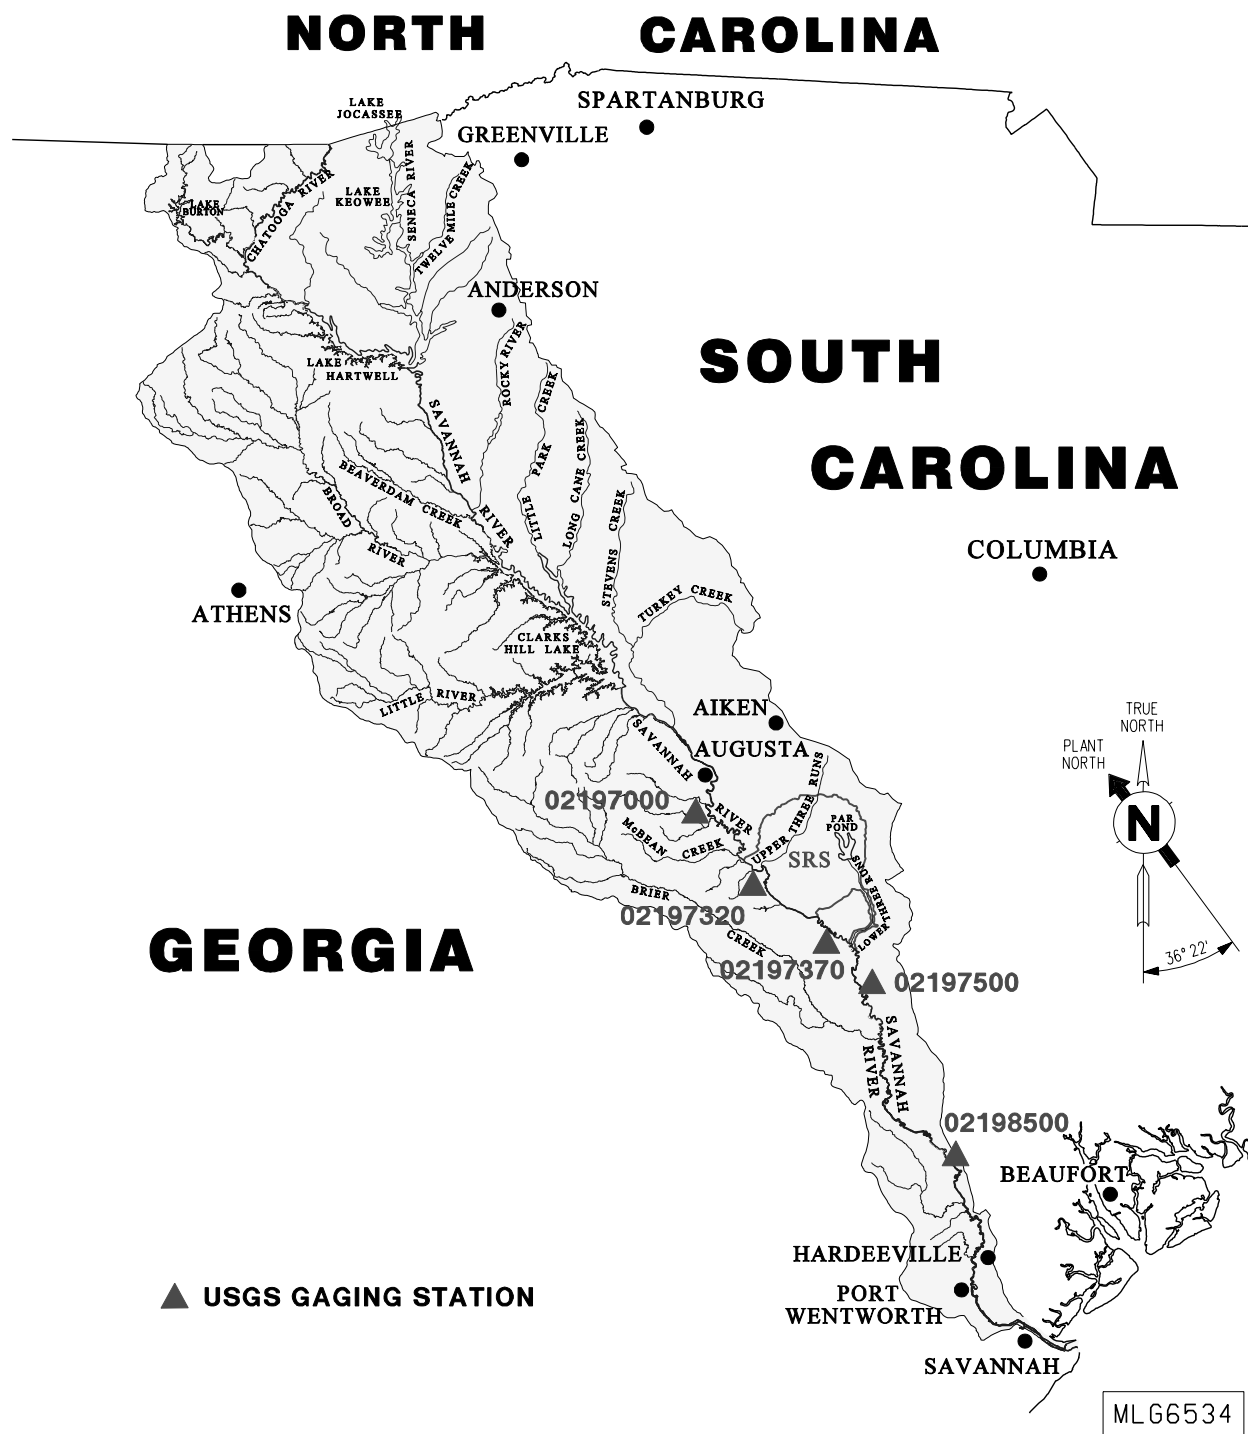 NORTH CAROLINA
LAKE
JOCASSEE
SPARTANBURG
GREENVILLE
LAKE
BURTON
CHATOOGA RIVER
LAKE
KEOWEE
SENECA RIVER
TWELVE MILE CREEK
ANDERSON
LAKE
HARTWELL
ROCKY RIVER
SOUTH
CAROLINA
SAVANNAH
RIVER
LITTLE PARK CREEK
LONG CANE CREEK
STEVENS CREEK
BEAVERDAM CREEK
BROAD
RIVER
COLUMBIA
ATHENS
TURKEY CREEK
CLARKS
HILL LAKE
LITTLE RIVER
AIKEN
SAVANNAH
RIVER
AUGUSTA
TRUE
NORTH
PLANT
NORTH
N
36° 22'
02197000
McBEAN
CREEK
UPPER THREE RUNS
PAR
POND
SRS
LOWER THREE RUNS
BRIER
CREEK
02197320
GEORGIA
02197370
02197500
SAVANNAH
RIVER
02198500
BEAUFORT
HARDEEVILLE
PORT
WENTWORTH
SAVANNAH
USGS GAGING STATION
MLG6534